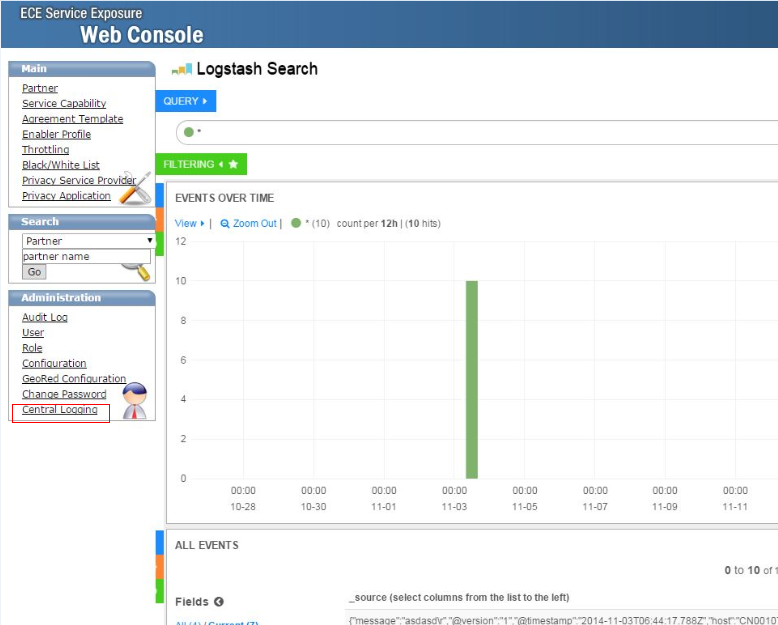 ECE Service Exposure
Web Console
Main
Partner
Service Capability
Agreement Template
Enabler Profile
Throttling
Black/White List
Privacy Service Provider
Privacy Application
Search
Partner
partner name
Go
Administration
Audit Log
User
Role
Configuration
GeoRed Configuration
Change Password
Central Logging
Logstash Search
QUERY
*
FILTERING
EVENTS OVER TIME
View | Zoom Out | * (10) count per 12h | (10 hits)
12
10
8
6
4
2
0
00:00 00:00 00:00 00:00 00:00 00:00 00:00 00:00
10-28 10-30 11-01 11-03 11-05 11-07 11-09 11-11
ALL EVENTS
0 to 10 of 1
Fields
_source (select columns from the list to the left)
All (4) / Current (7)
{"message":"asdasd\r","@version":"1","@timestamp":"2014-11-03T06:44:17.788Z","host":"CN0010